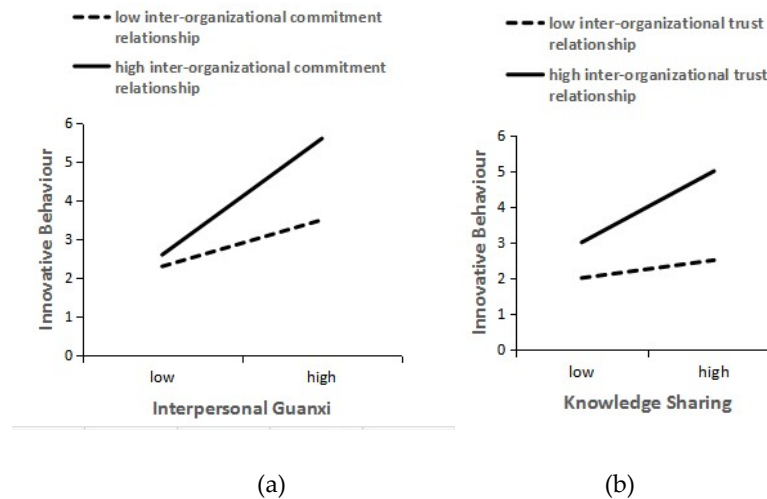 low inter-organizational commitment
relationship
high inter-organizational commitment
relationship
Innovative Behaviour
6
5
4
3
2
1
0
low
high
Interpersonal Guanxi
(a)
low inter-organizational trust
relationship
high inter-organizational trust
relationship
Innovative Behaviour
6
5
4
3
2
1
0
low
high
Knowledge Sharing
(b)